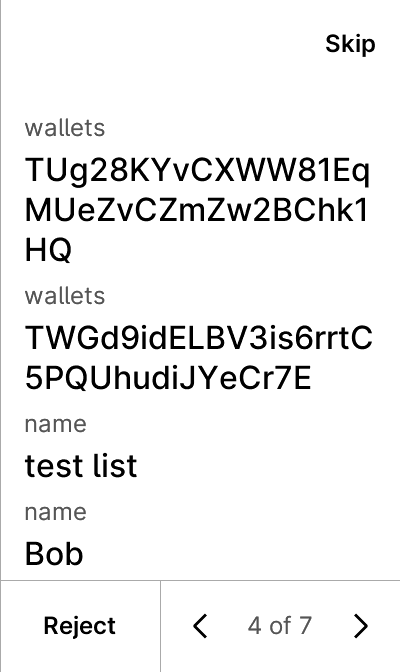 Skip
wallets
TUg28KYvCXWW81Eq
MUeZvCZmZw2BChk1
HQ
wallets
TWGd9idELBV3is6rrtC
5PQUhudiJYeCr7E
name
test list
name
Bob
Reject
4 of 7